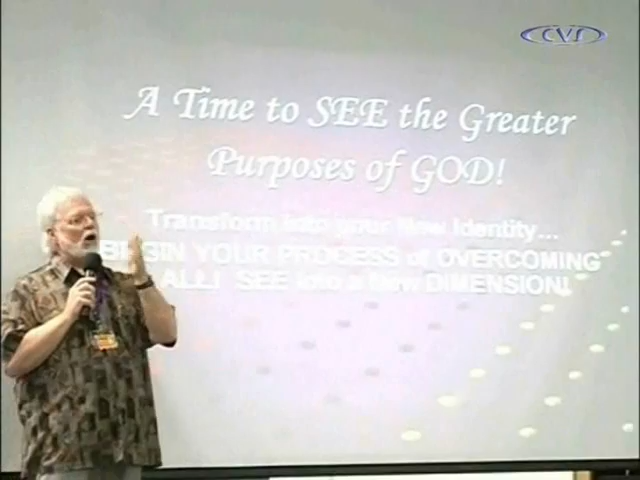 CVS
A Time to SEE the Greater
Purposes of GOD!
Transform into your New Identity...
BEGIN YOUR PROCESS of OVERCOMING
ALL! SEE into a New DIMENSION!